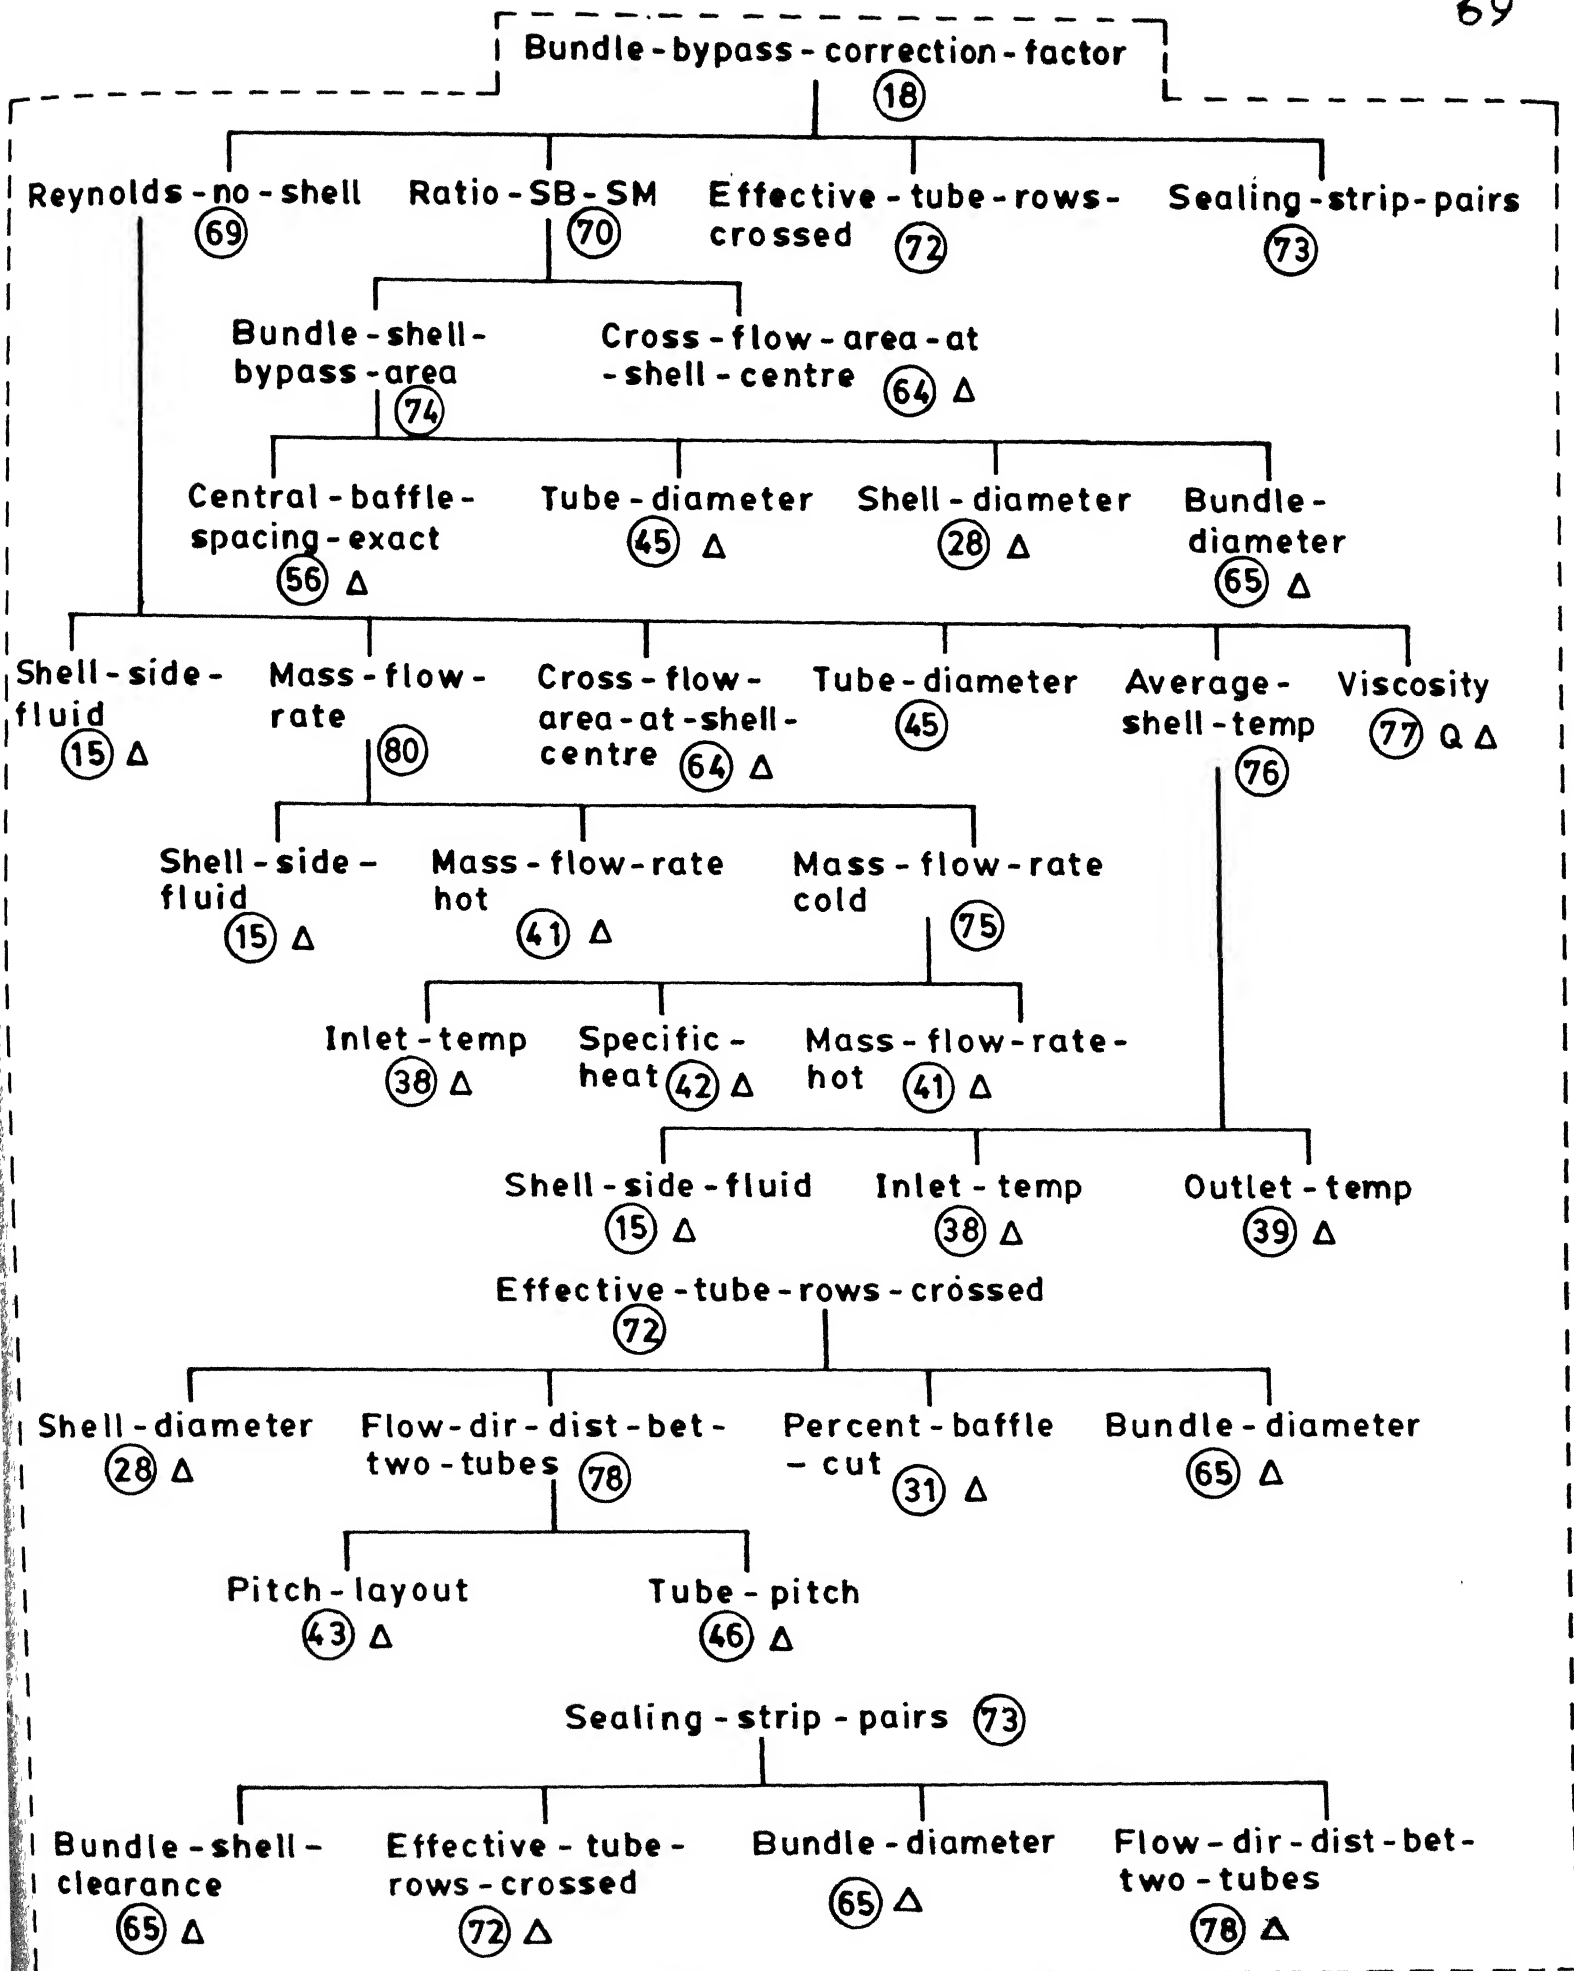 69
Bundle-bypass-correction-factor
18
Reynolds-no-shell Ratio-SB-SM Effective-tube-rows- Sealing-strip-pairs
crossed
69 70 72 73
Bundle-shell- Cross-flow-area-at
bypass-area -shell-centre 64 Δ
74
Central-baffle- Tube-diameter Shell-diameter Bundle-
spacing-exact 45 Δ 28 Δ diameter
56 Δ 65 Δ
Shell-side- Mass-flow- Cross-flow- Tube-diameter Average- Viscosity
fluid rate area-at-shell- 45 shell-temp 77 Q Δ
15 Δ 80 centre 64 Δ 76
Shell-side- Mass-flow-rate Mass-flow-rate
fluid hot cold
15 Δ 41 Δ 75
Inlet-temp Specific- Mass-flow-rate-
38 Δ heat 42 Δ hot 41 Δ
Shell-side-fluid Inlet-temp Outlet-temp
15 Δ 38 Δ 39 Δ
Effective-tube-rows-crossed
72
Shell-diameter Flow-dir-dist-bet- Percent-baffle Bundle-diameter
28 Δ two-tubes 78 -cut 31 Δ 65 Δ
Pitch-layout Tube-pitch
43 Δ 46 Δ
Sealing-strip-pairs 73
Bundle-shell- Effective-tube- Bundle-diameter Flow-dir-dist-bet-
clearance rows-crossed 65 Δ two-tubes
65 Δ 72 Δ 78 Δ